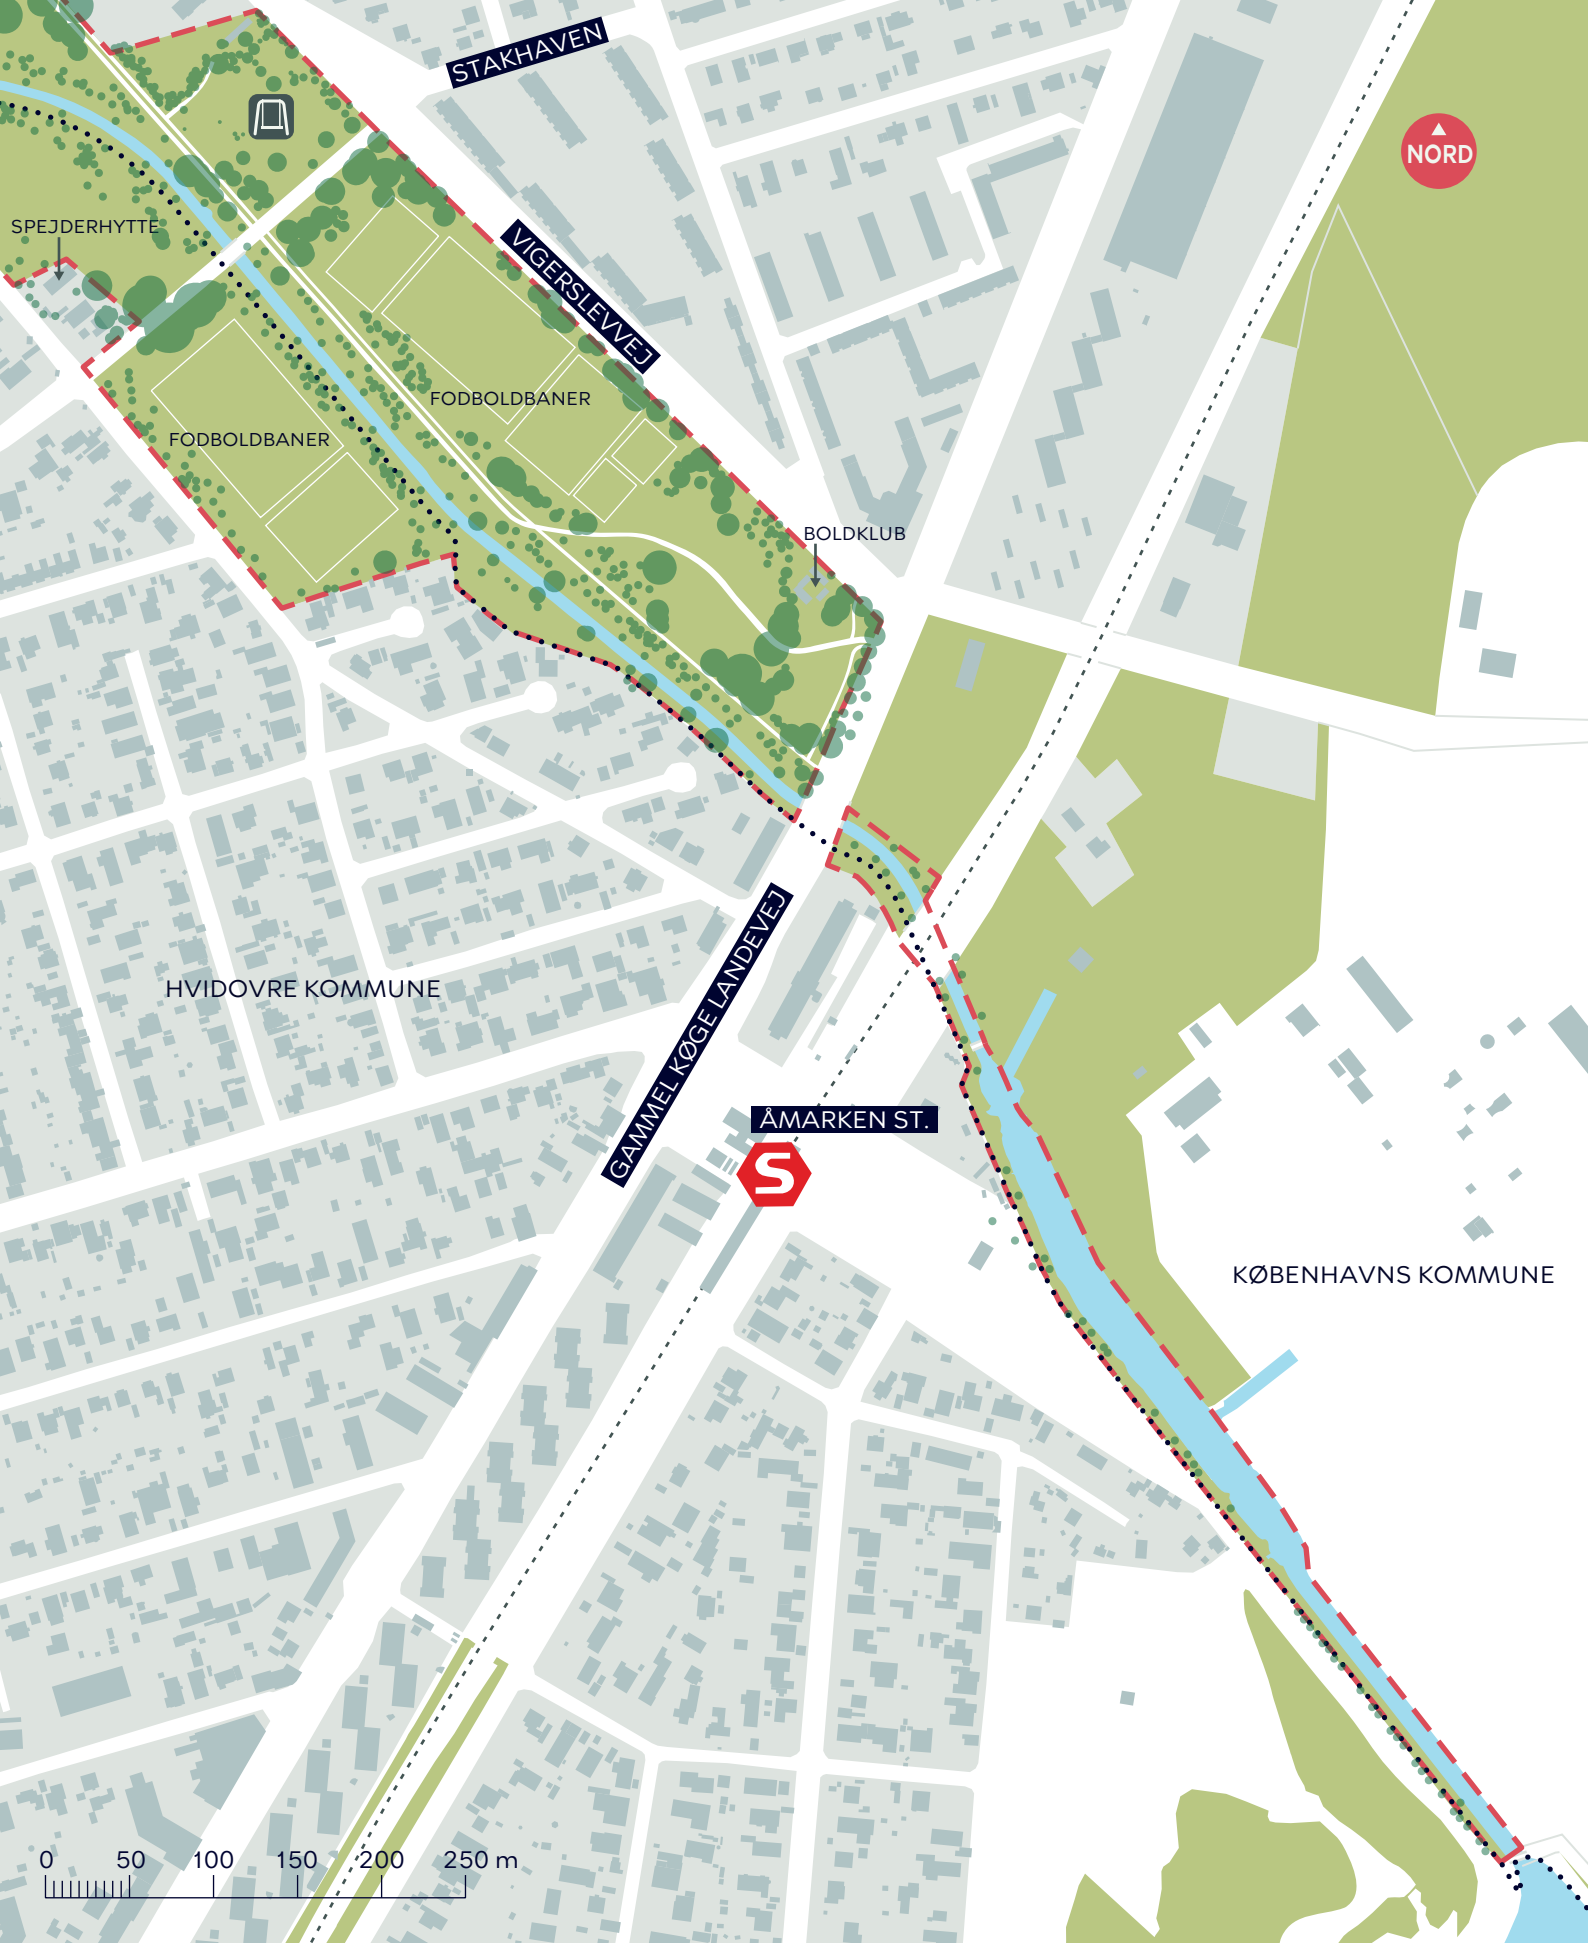 STAKHAVEN
NORD
SPEJDERHYTTE
VIGERSLEVVEJ
FODBOLDBANER
FODBOLDBANER
BOLDKLUB
GAMMEL KØGE LANDEVEJ
HVIDOVRE KOMMUNE
ÅMARKEN ST.
S
KØBENHAVNS KOMMUNE
0 50 100 150 200 250 m